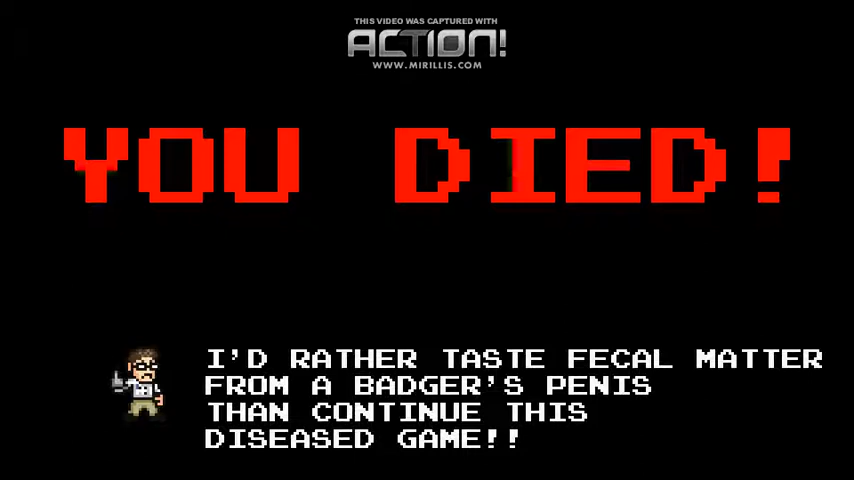 THIS VIDEO WAS CAPTURED WITH
ACTION!
WWW.MIRILLIS.COM
YOU DIED!
I'D RATHER TASTE FECAL MATTER
FROM A BADGER'S PENIS
THAN CONTINUE THIS
DISEASED GAME!!